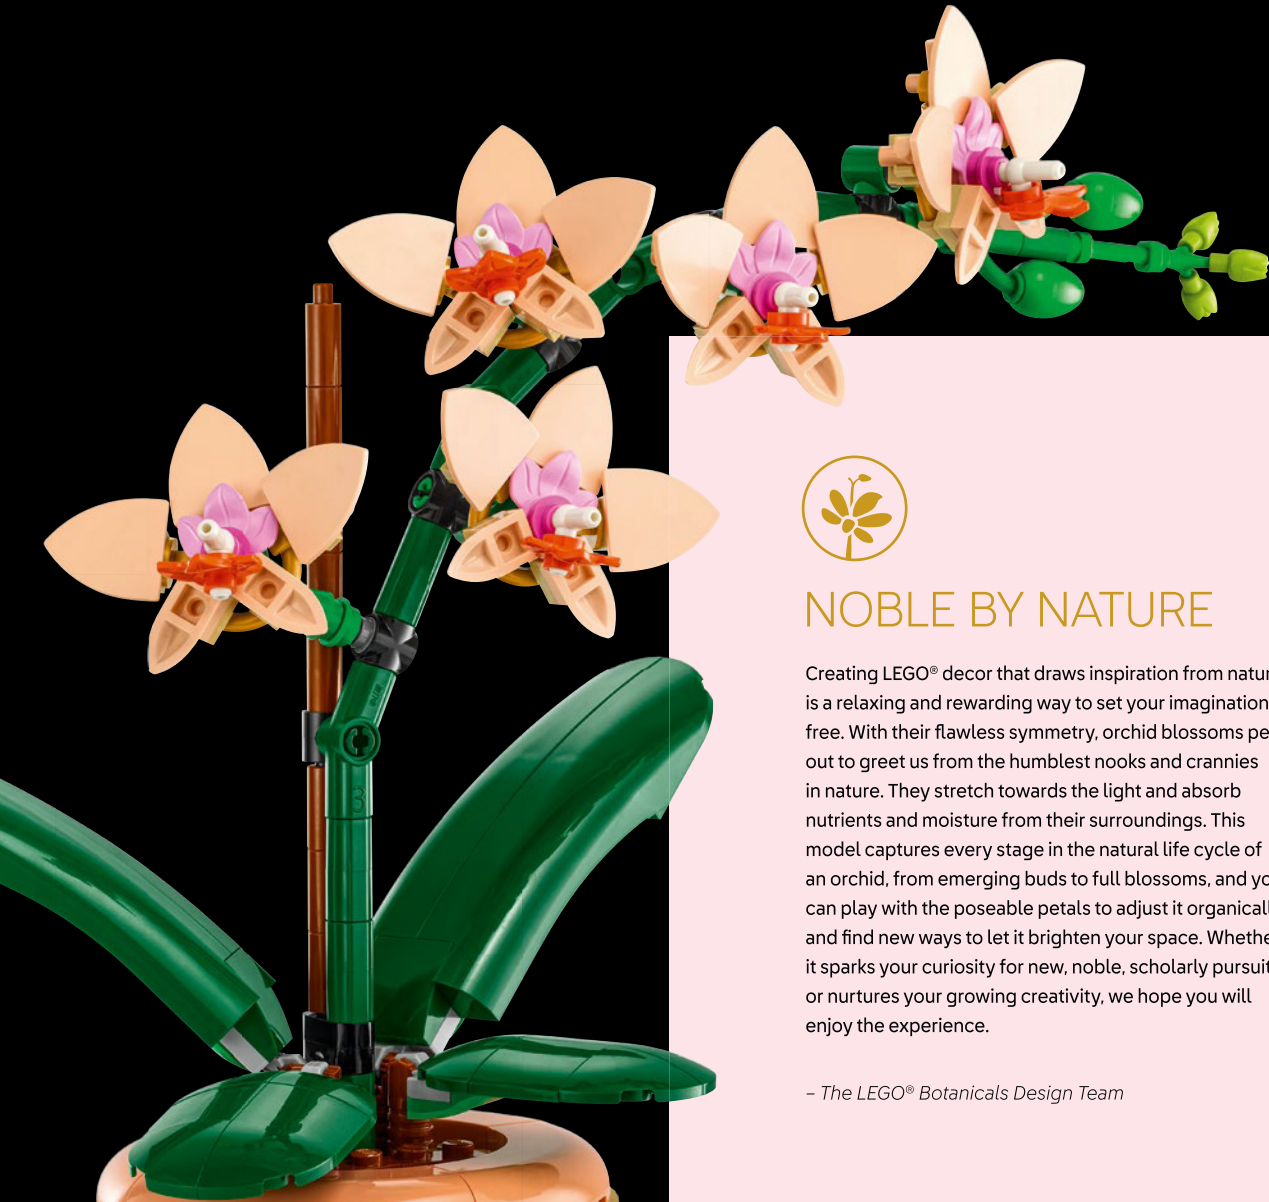 NOBLE BY NATURE
Creating LEGO® decor that draws inspiration from natur
is a relaxing and rewarding way to set your imagination
free. With their flawless symmetry, orchid blossoms pe
out to greet us from the humblest nooks and crannies
in nature. They stretch towards the light and absorb
nutrients and moisture from their surroundings. This
model captures every stage in the natural life cycle of
an orchid, from emerging buds to full blossoms, and yo
can play with the poseable petals to adjust it organicall
and find new ways to let it brighten your space. Whethe
it sparks your curiosity for new, noble, scholarly pursuit
or nurtures your growing creativity, we hope you will
enjoy the experience.
– The LEGO® Botanicals Design Team